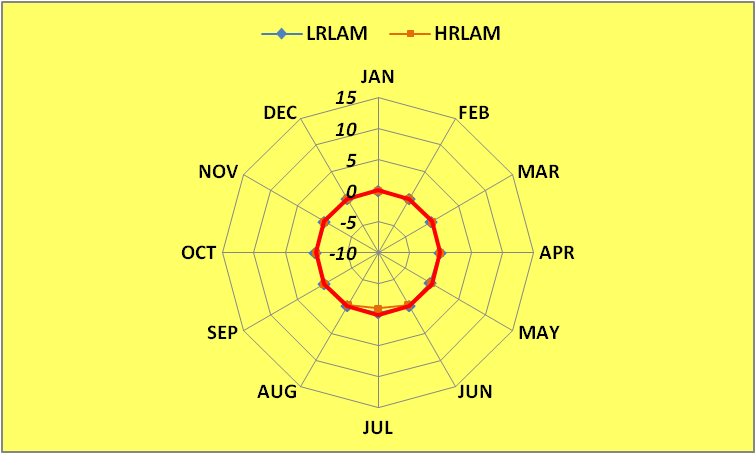 LRLAM HRLAM
JAN
15
DEC FEB
10
5
NOV MAR
0
-5
OCT -10 APR
SEP MAY
AUG JUN
JUL